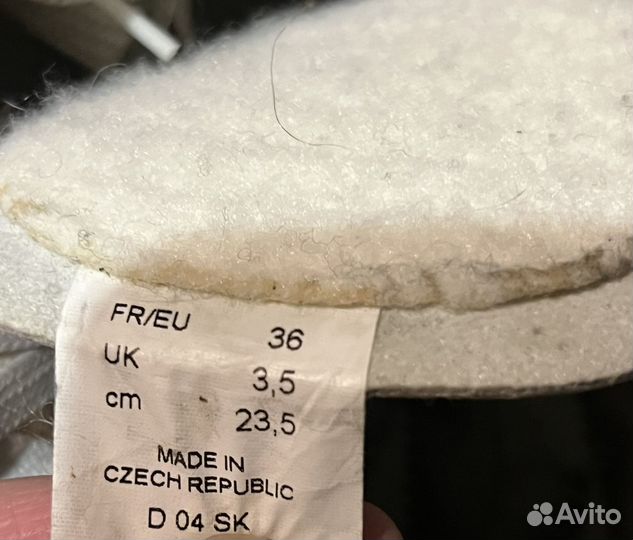 FR/EU 36
UK 3,5
cm 23,5
MADE IN
CZECH REPUBLIC
D 04 SK
Avito